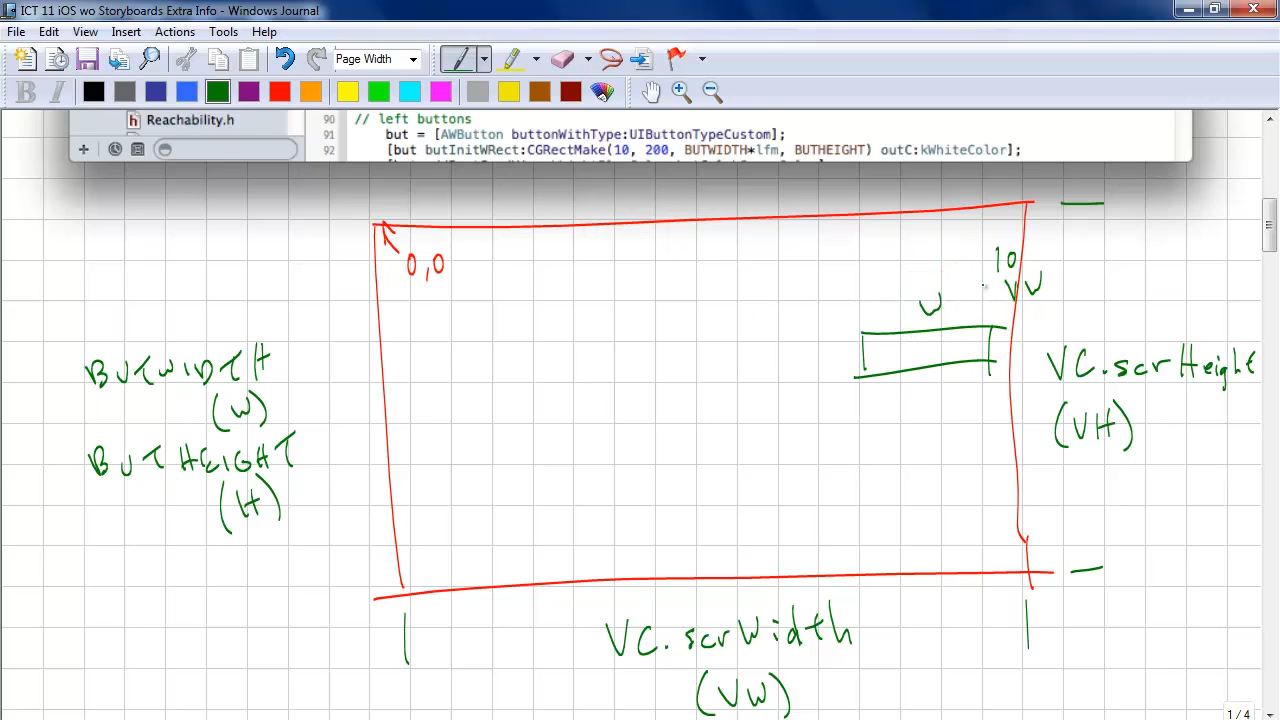 ICT 11 iOS wo Storyboards Extra Info - Windows Journal
File Edit View Insert Actions Tools Help
Page Width
B I
Reachability.h
90 // left buttons
91 but = [AWButton buttonWithType:UIButtonTypeCustom];
92 [but butInitWRect:CGRectMake(10, 200, BUTWIDTH*lfm, BUTHEIGHT) outC:kWhiteColor];
0,0
10
VW
W
BUTWIDTH
(W)
BUTHEIGHT
(H)
VC.scrHeight
(VH)
VC.scrWidth
(VW)
1/4